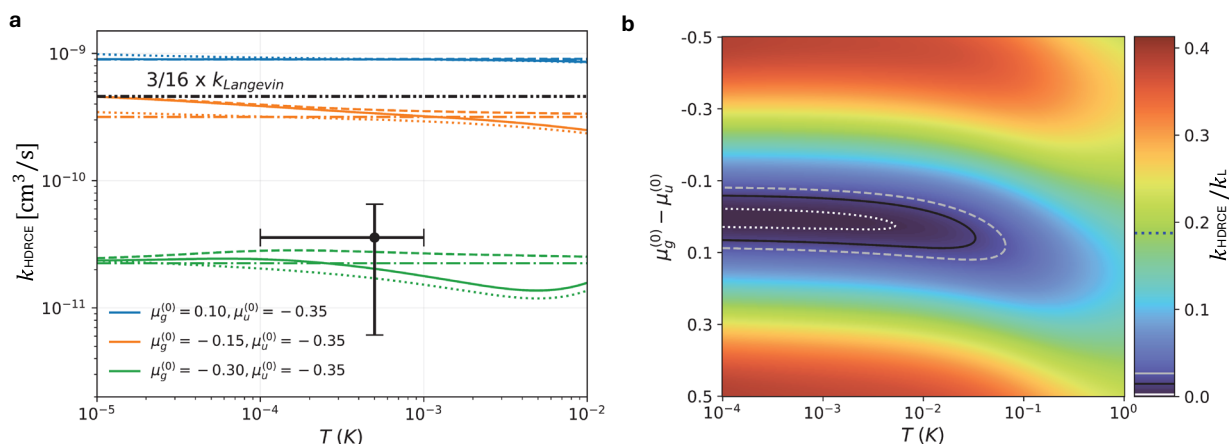 a
10⁻⁹
10⁻¹⁰
10⁻¹¹
k_HDRCE [cm³/s]
3/16 x k_Langevin
μ_g^(0) = 0.10, μ_u^(0) = − 0.35
μ_g^(0) = − 0.15, μ_u^(0) = − 0.35
μ_g^(0) = − 0.30, μ_u^(0) = − 0.35
10⁻⁵ 10⁻⁴ 10⁻³ 10⁻²
T (K)
b
-0.5
-0.3
-0.1
0.1
0.3
0.5
μ_g^(0) − μ_u^(0)
10⁻⁴ 10⁻³ 10⁻² 10⁻¹ 10⁰
T (K)
0.4
0.3
0.2
0.1
0.0
k_HDRCE/k_L